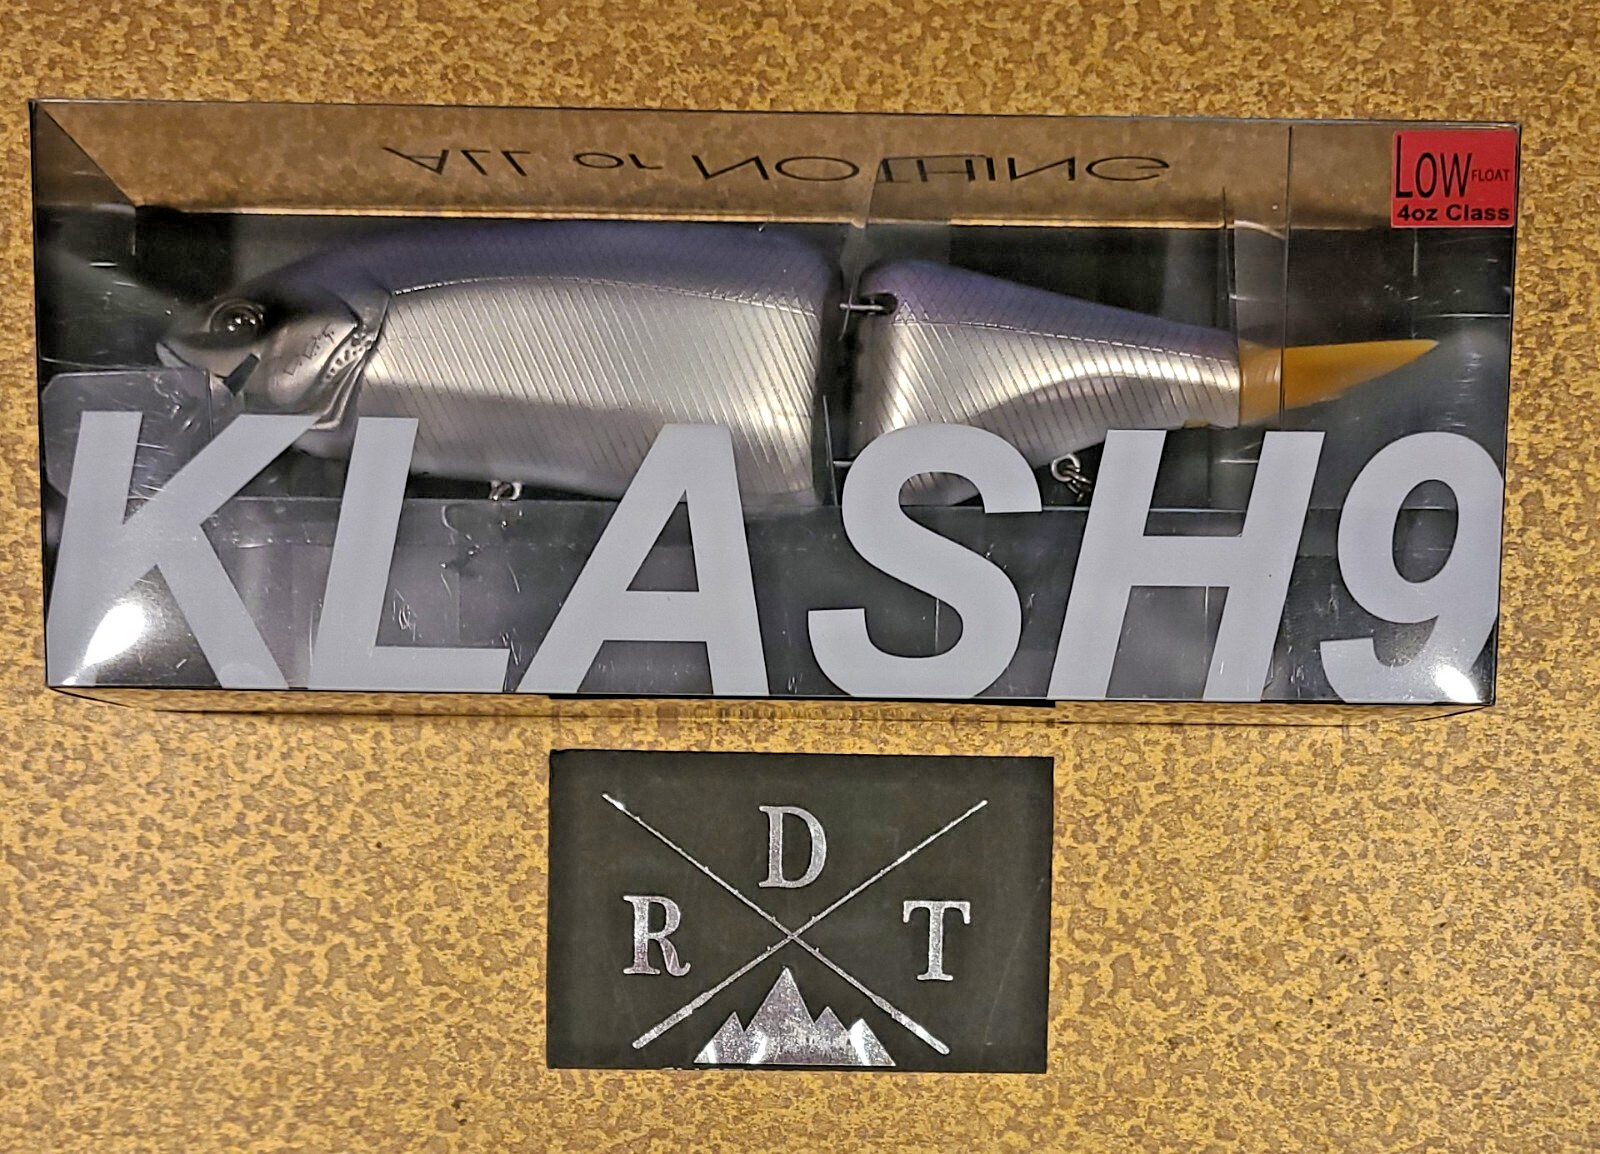 ALL or NOTHING
LOW FLOAT
4oz Class
KLASH9
D
R T